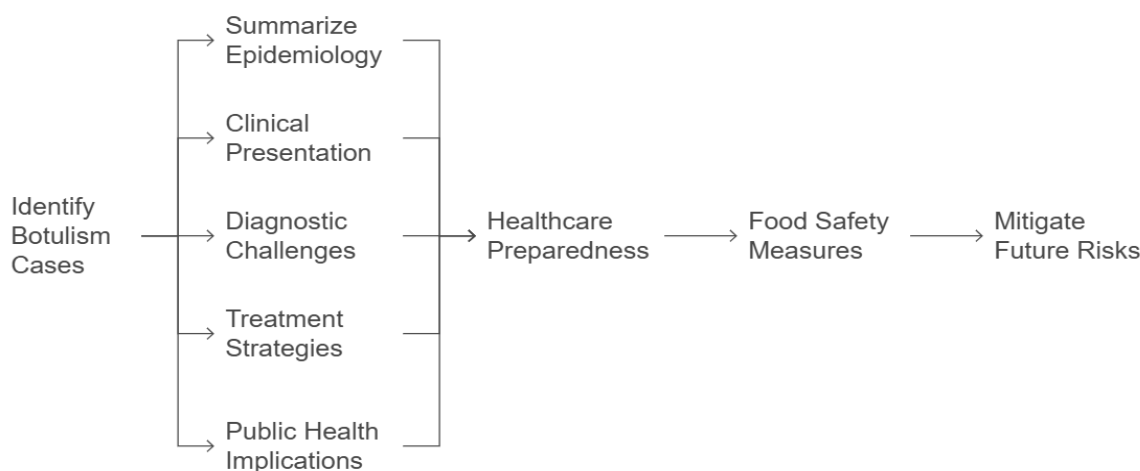 Summarize
Epidemiology
Clinical
Presentation
Identify
Botulism
Cases
Diagnostic
Challenges
Healthcare
Preparedness
Food Safety
Measures
Mitigate
Future Risks
Treatment
Strategies
Public Health
Implications